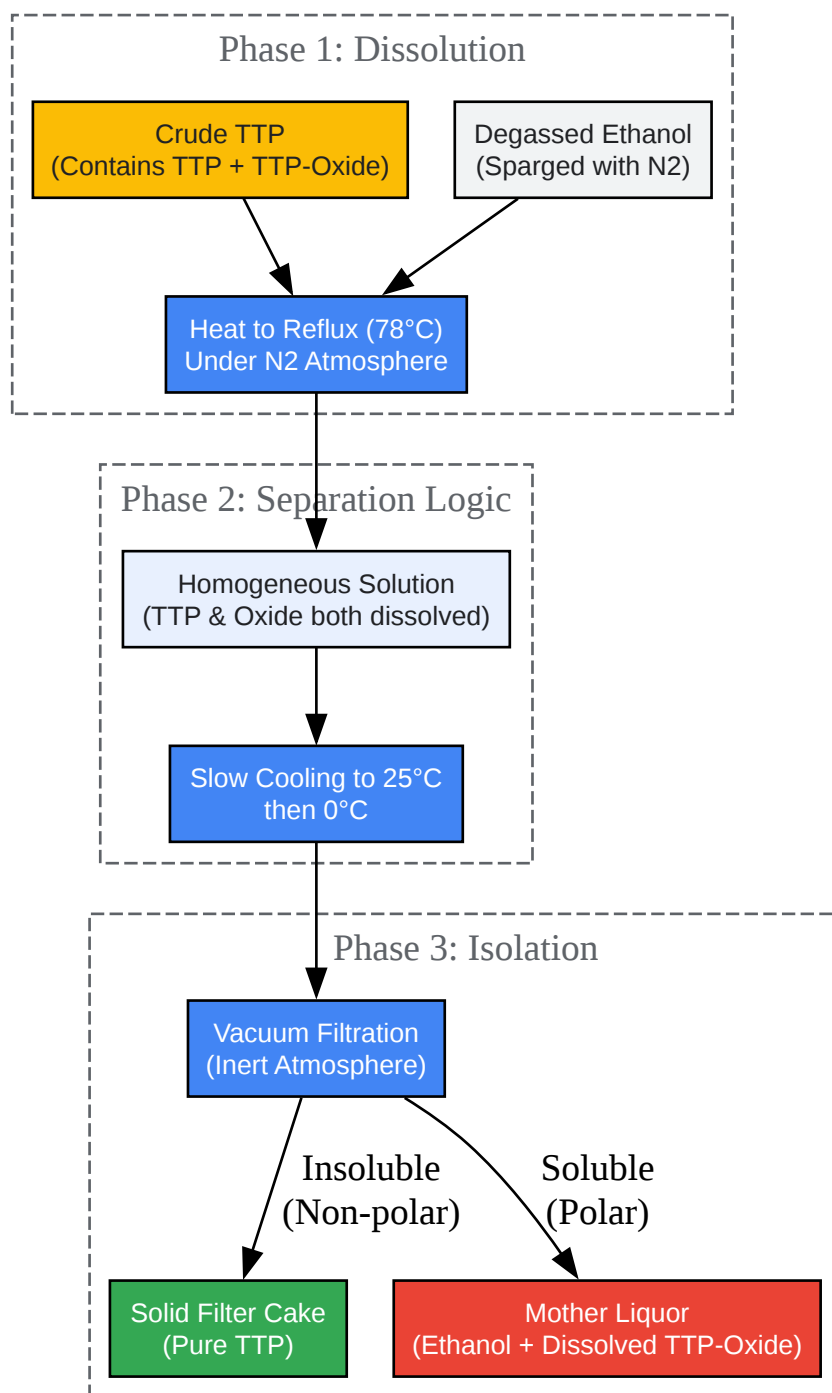 Phase 1: Dissolution
Crude TTP
(Contains TTP + TTP-Oxide)
Degassed Ethanol
(Sparged with N2)
Heat to Reflux (78°C)
Under N2 Atmosphere
Phase 2: Separation Logic
Homogeneous Solution
(TTP & Oxide both dissolved)
Slow Cooling to 25°C
then 0°C
Phase 3: Isolation
Vacuum Filtration
(Inert Atmosphere)
Insoluble
(Non-polar)
Soluble
(Polar)
Solid Filter Cake
(Pure TTP)
Mother Liquor
(Ethanol + Dissolved TTP-Oxide)